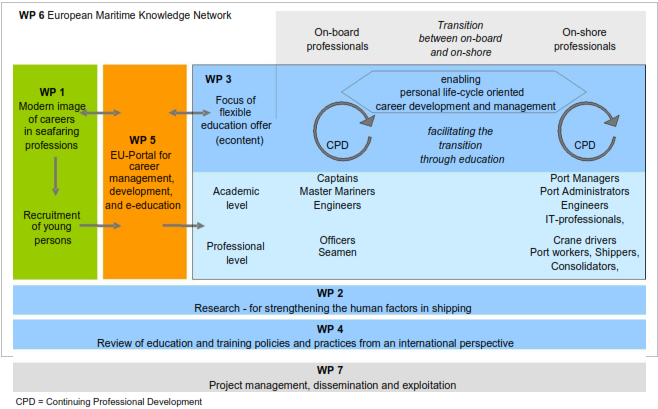 WP 6 European Maritime Knowledge Network
On-board
professionals
Transition
between on-board
and on-shore
On-shore
professionals
WP 1
Modern image
of careers
in seafaring
professions
Recruitment
of young
persons
WP 5
EU-Portal for
career
management,
development,
and e-education
WP 3
Focus of
flexible
education offer
(econtent)
enabling
personal life-cycle oriented
career development and management
CPD
facilitating the
transition
through education
CPD
Academic
level
Captains
Master Mariners
Engineers
Port Managers
Port Administrators
Engineers
IT-professionals,
Professional
level
Officers
Seamen
Crane drivers
Port workers, Shippers,
Consolidators,
WP 2
Research - for strengthening the human factors in shipping
WP 4
Review of education and training policies and practices from an international perspective
WP 7
Project management, dissemination and exploitation
CPD = Continuing Professional Development